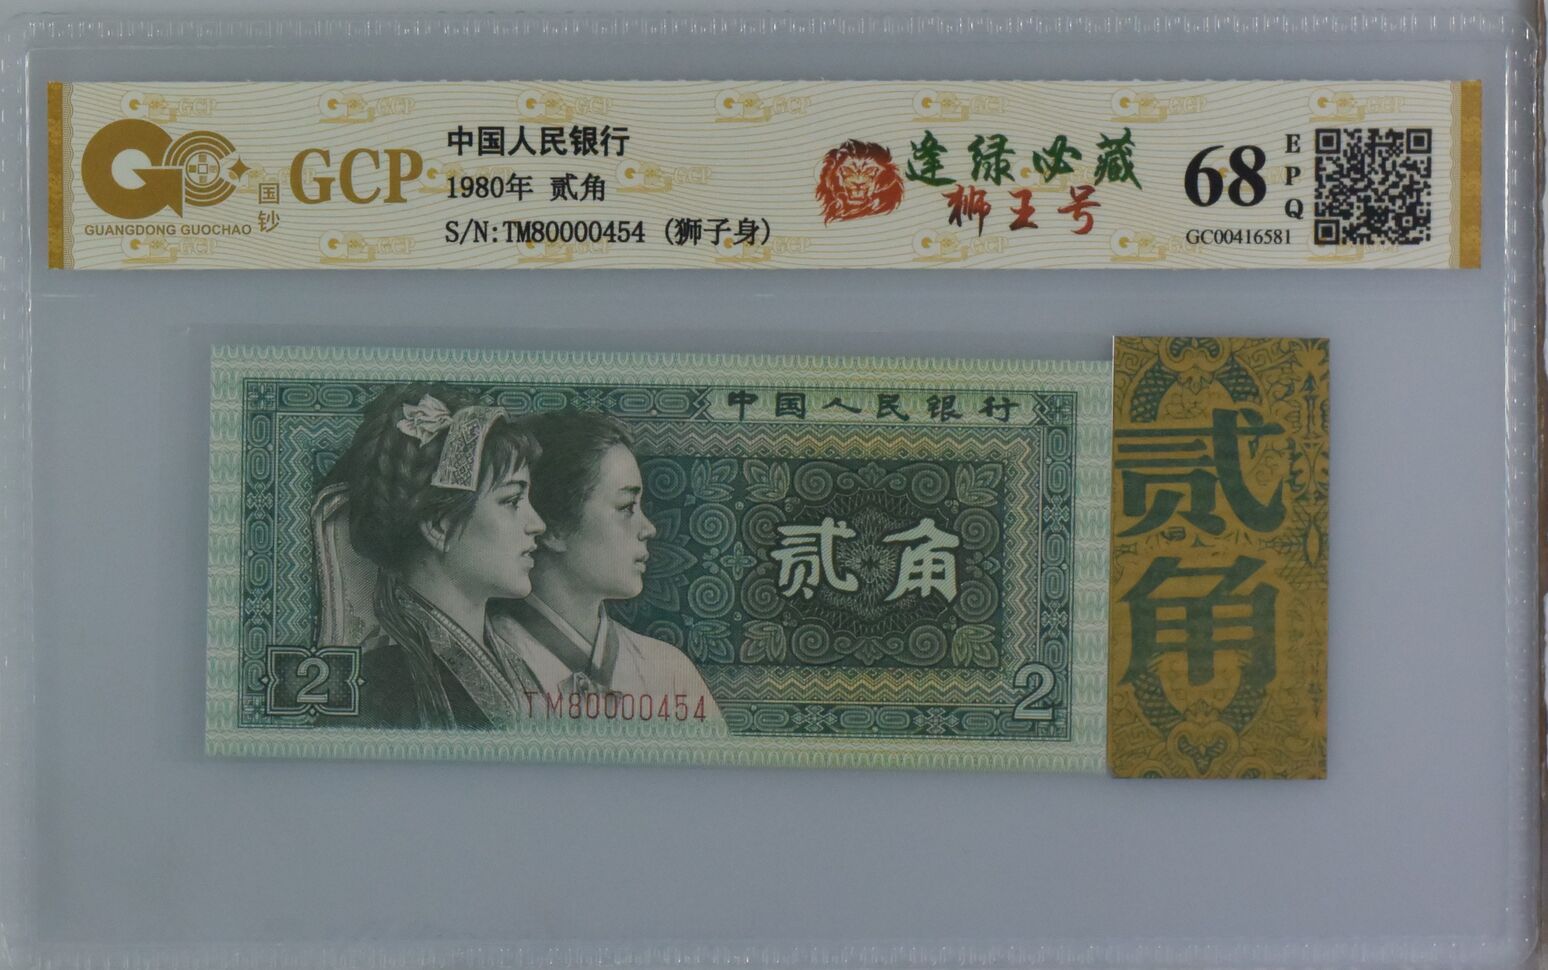 GCP
国钞
GUANGDONG GUOCHAO
中国人民银行
1980年 贰角
S/N:TM80000454 (狮子身)
逢绿必藏
狮王号
68
EPQ
GC00416581
中国人民银行
贰角
2
TM80000454
2
贰角